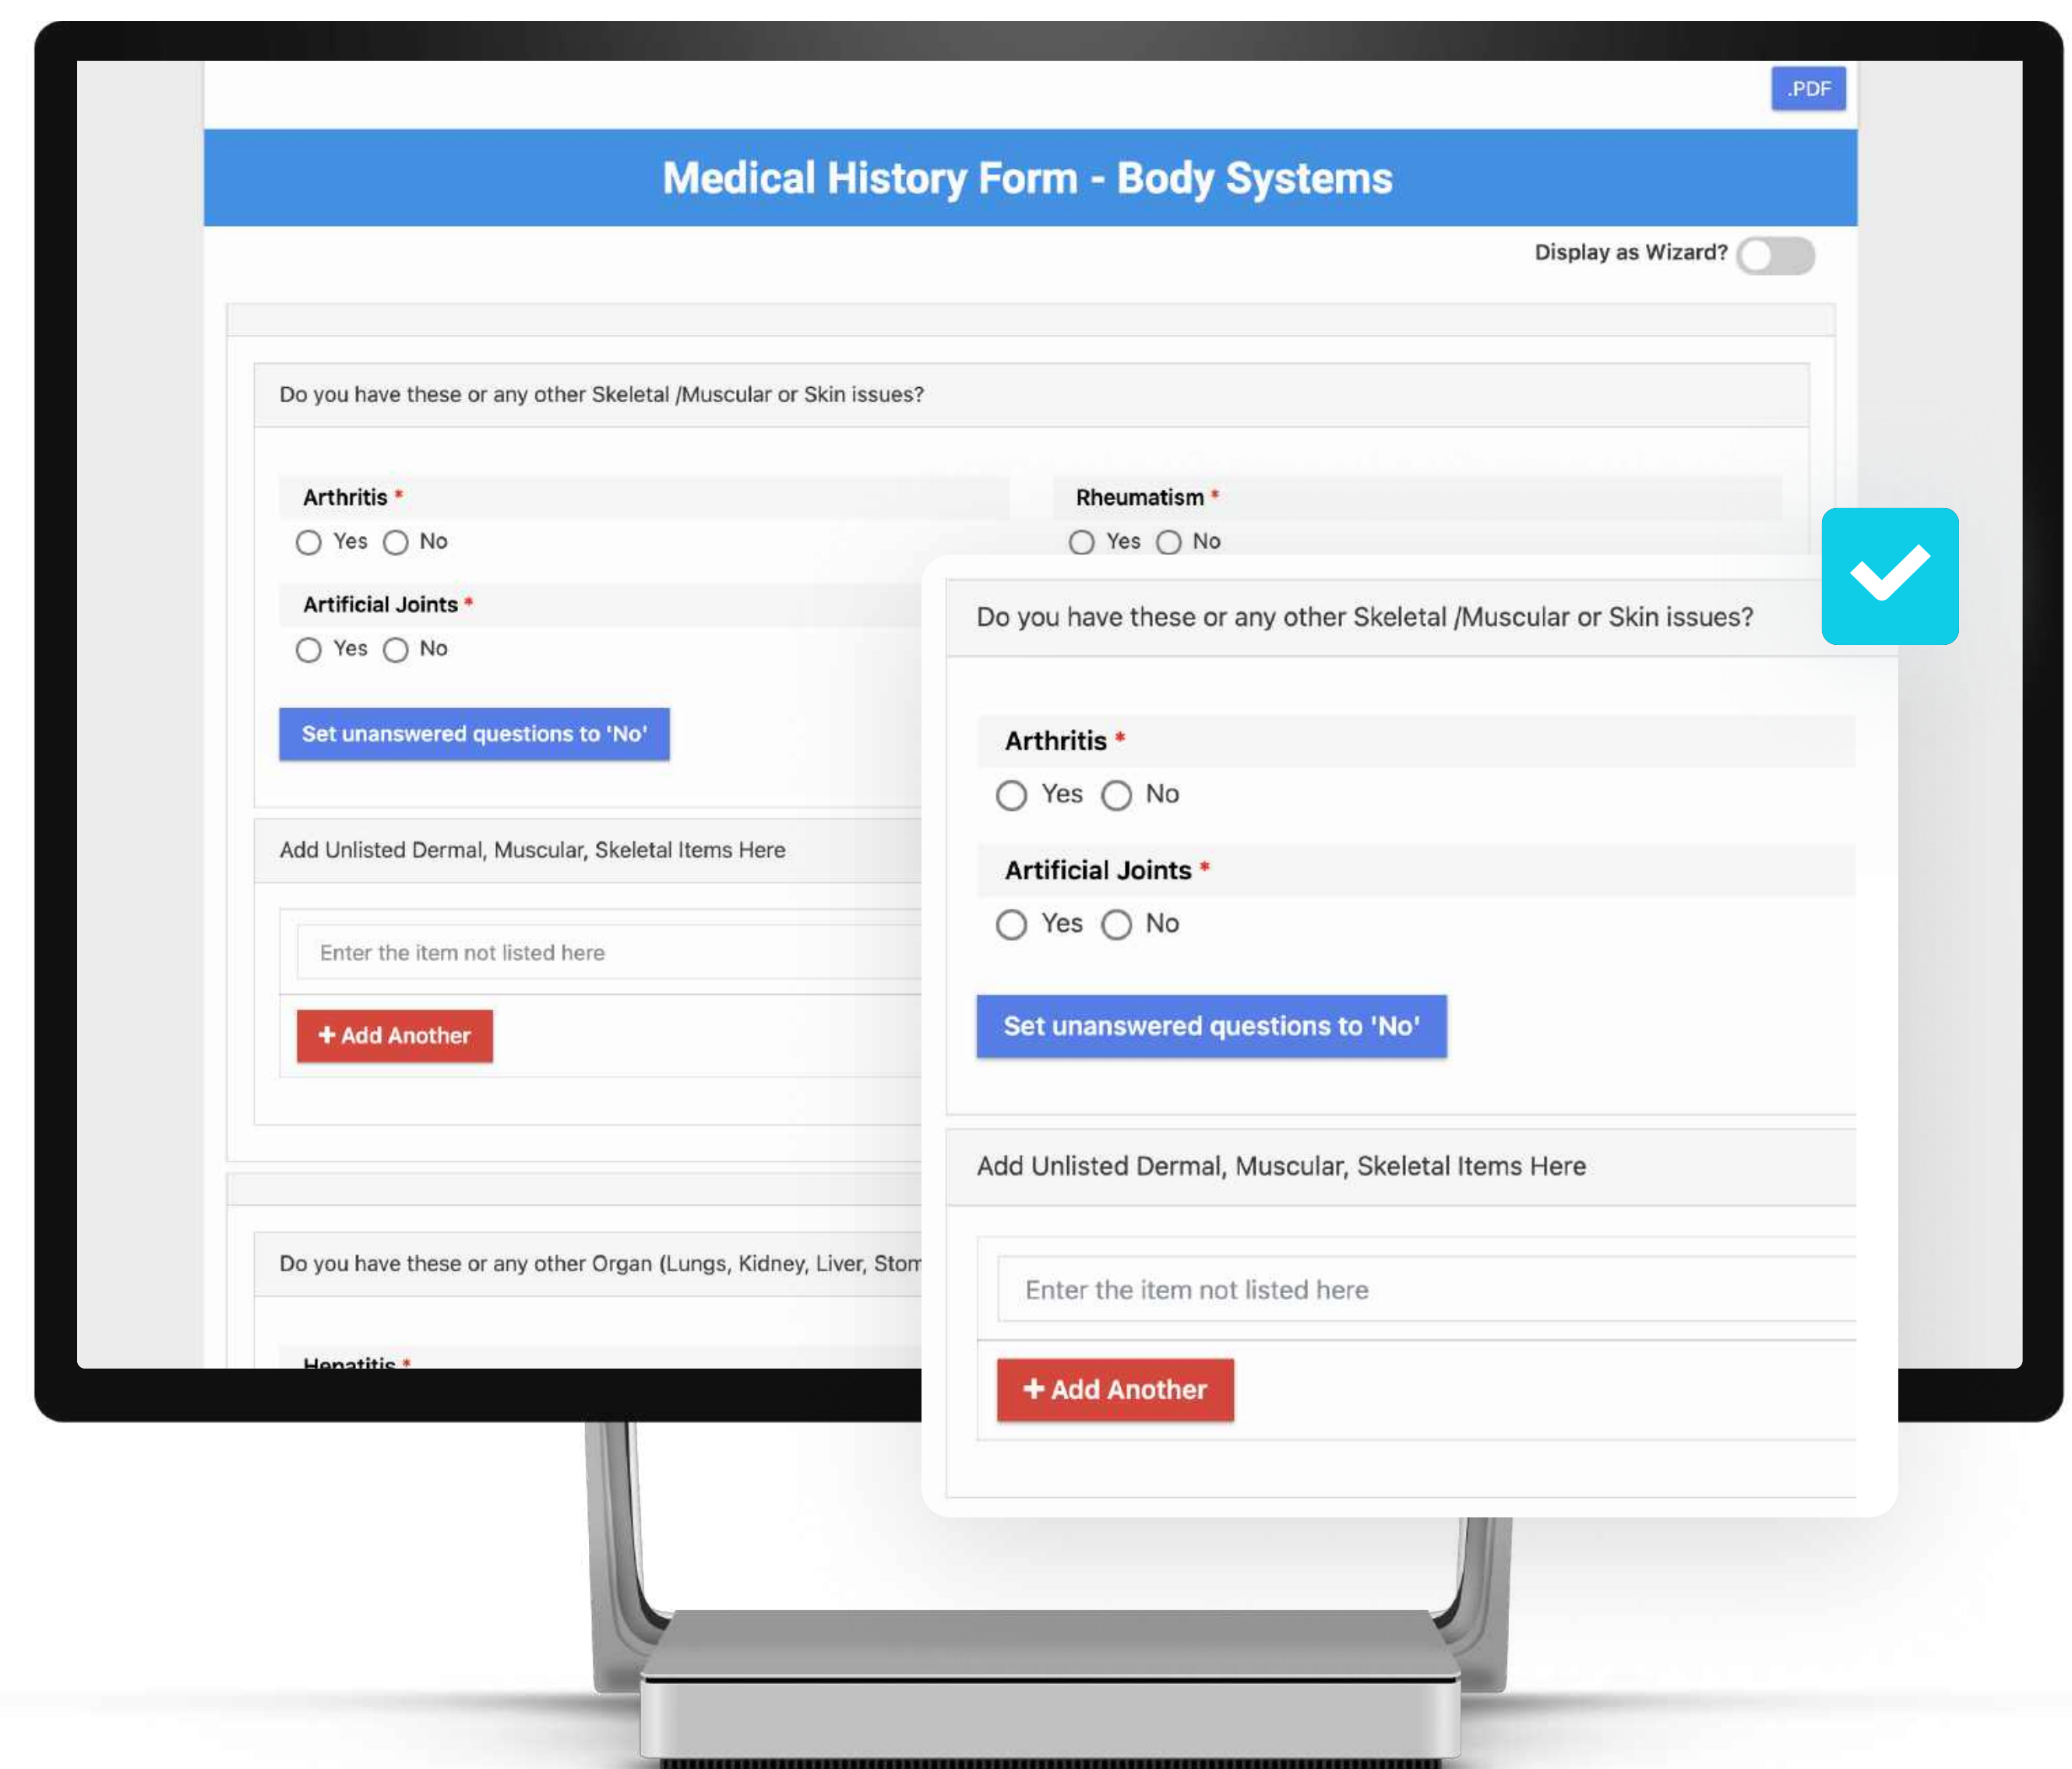 .PDF
Medical History Form - Body Systems
Display as Wizard?
Do you have these or any other Skeletal /Muscular or Skin issues?
Arthritis * Rheumatism *
Yes No Yes No
Artificial Joints *
Yes No
Set unanswered questions to 'No'
Add Unlisted Dermal, Muscular, Skeletal Items Here
Enter the item not listed here
+ Add Another
Do you have these or any other Organ (Lungs, Kidney, Liver, Stom
Hepatitis *
Do you have these or any other Skeletal /Muscular or Skin issues?
Arthritis *
Yes No
Artificial Joints *
Yes No
Set unanswered questions to 'No'
Add Unlisted Dermal, Muscular, Skeletal Items Here
Enter the item not listed here
+ Add Another